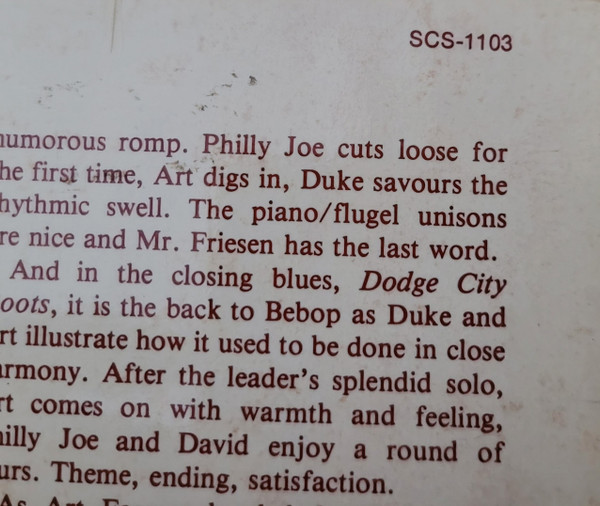 SCS-1103
humorous romp. Philly Joe cuts loose for
he first time, Art digs in, Duke savours the
hythmic swell. The piano/flugel unisons
re nice and Mr. Friesen has the last word.
And in the closing blues, Dodge City
oots, it is the back to Bebop as Duke and
rt illustrate how it used to be done in close
armony. After the leader's splendid solo,
rt comes on with warmth and feeling,
hilly Joe and David enjoy a round of
urs. Theme, ending, satisfaction.
As Art